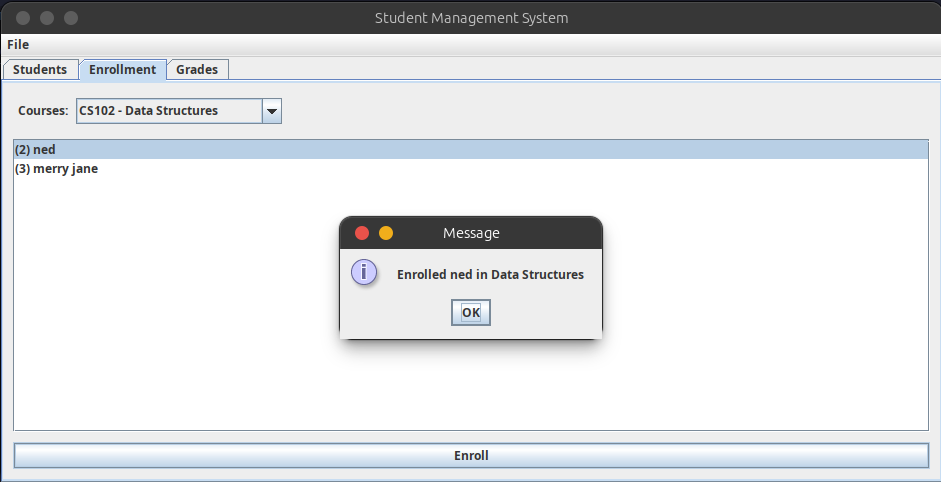 Student Management System
File
Students Enrollment Grades
Courses: CS102 - Data Structures
(2) ned
(3) merry jane
Message
i Enrolled ned in Data Structures
OK
Enroll